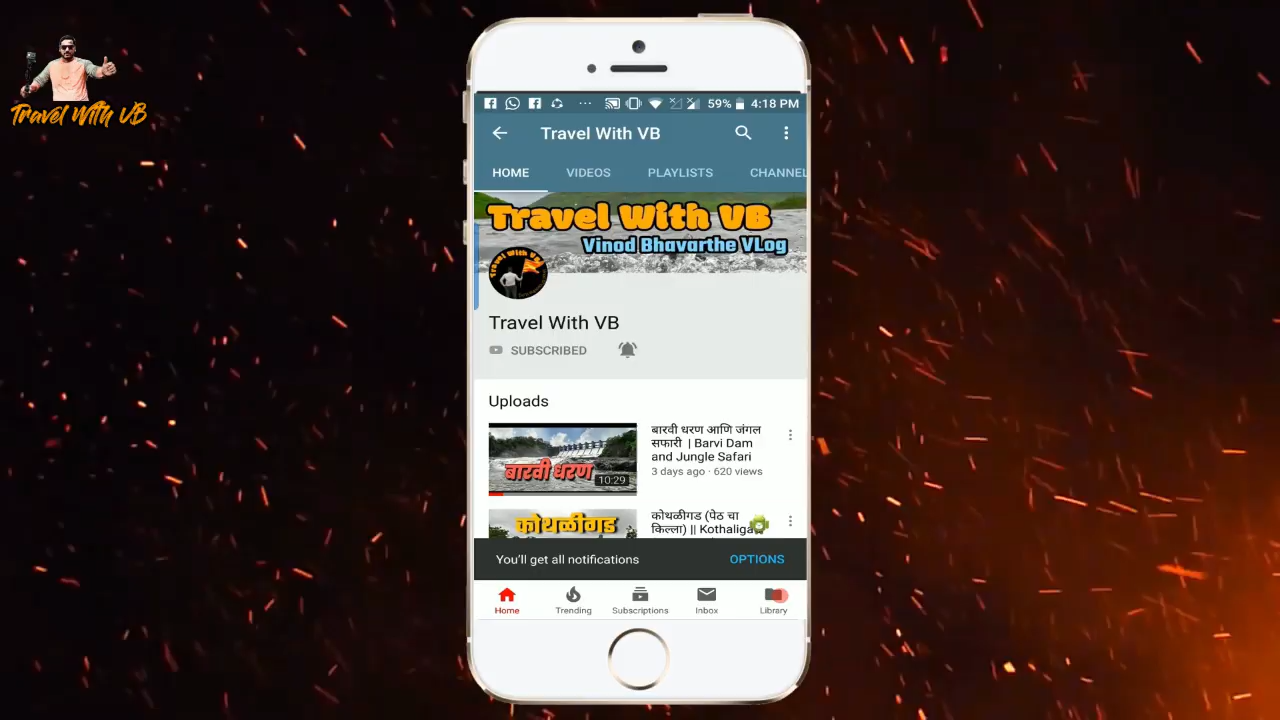 Travel With VB
59% 4:18 PM
Travel With VB
HOME VIDEOS PLAYLISTS CHANNEL
Travel With VB
Vinod Bhavarthe VLog
Travel With VB
Travel With VB
SUBSCRIBED
Uploads
बारवी धरण
10:29
बारवी धरण आणि जंगल
सफारी | Barvi Dam
and Jungle Safari
3 days ago · 620 views
कोथळीगड
कोथळीगड (पेठ चा
किल्ला) || Kothaliga
You'll get all notifications OPTIONS
Home Trending Subscriptions Inbox Library